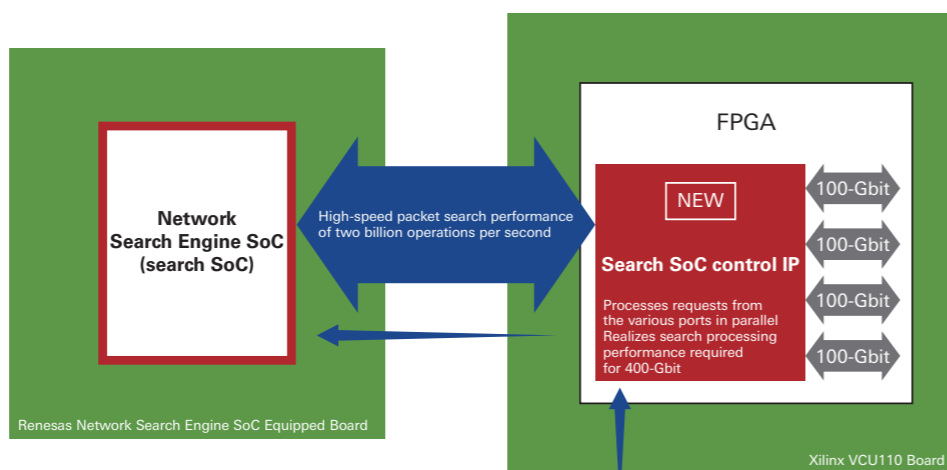 Network
Search Engine SoC
(search SoC)
Renesas Network Search Engine SoC Equipped Board
High-speed packet search performance
of two billion operations per second
FPGA
NEW
Search SoC control IP
Processes requests from
the various ports in parallel
Realizes search processing
performance required
for 400-Gbit
100-Gbit
100-Gbit
100-Gbit
100-Gbit
Xilinx VCU110 Board